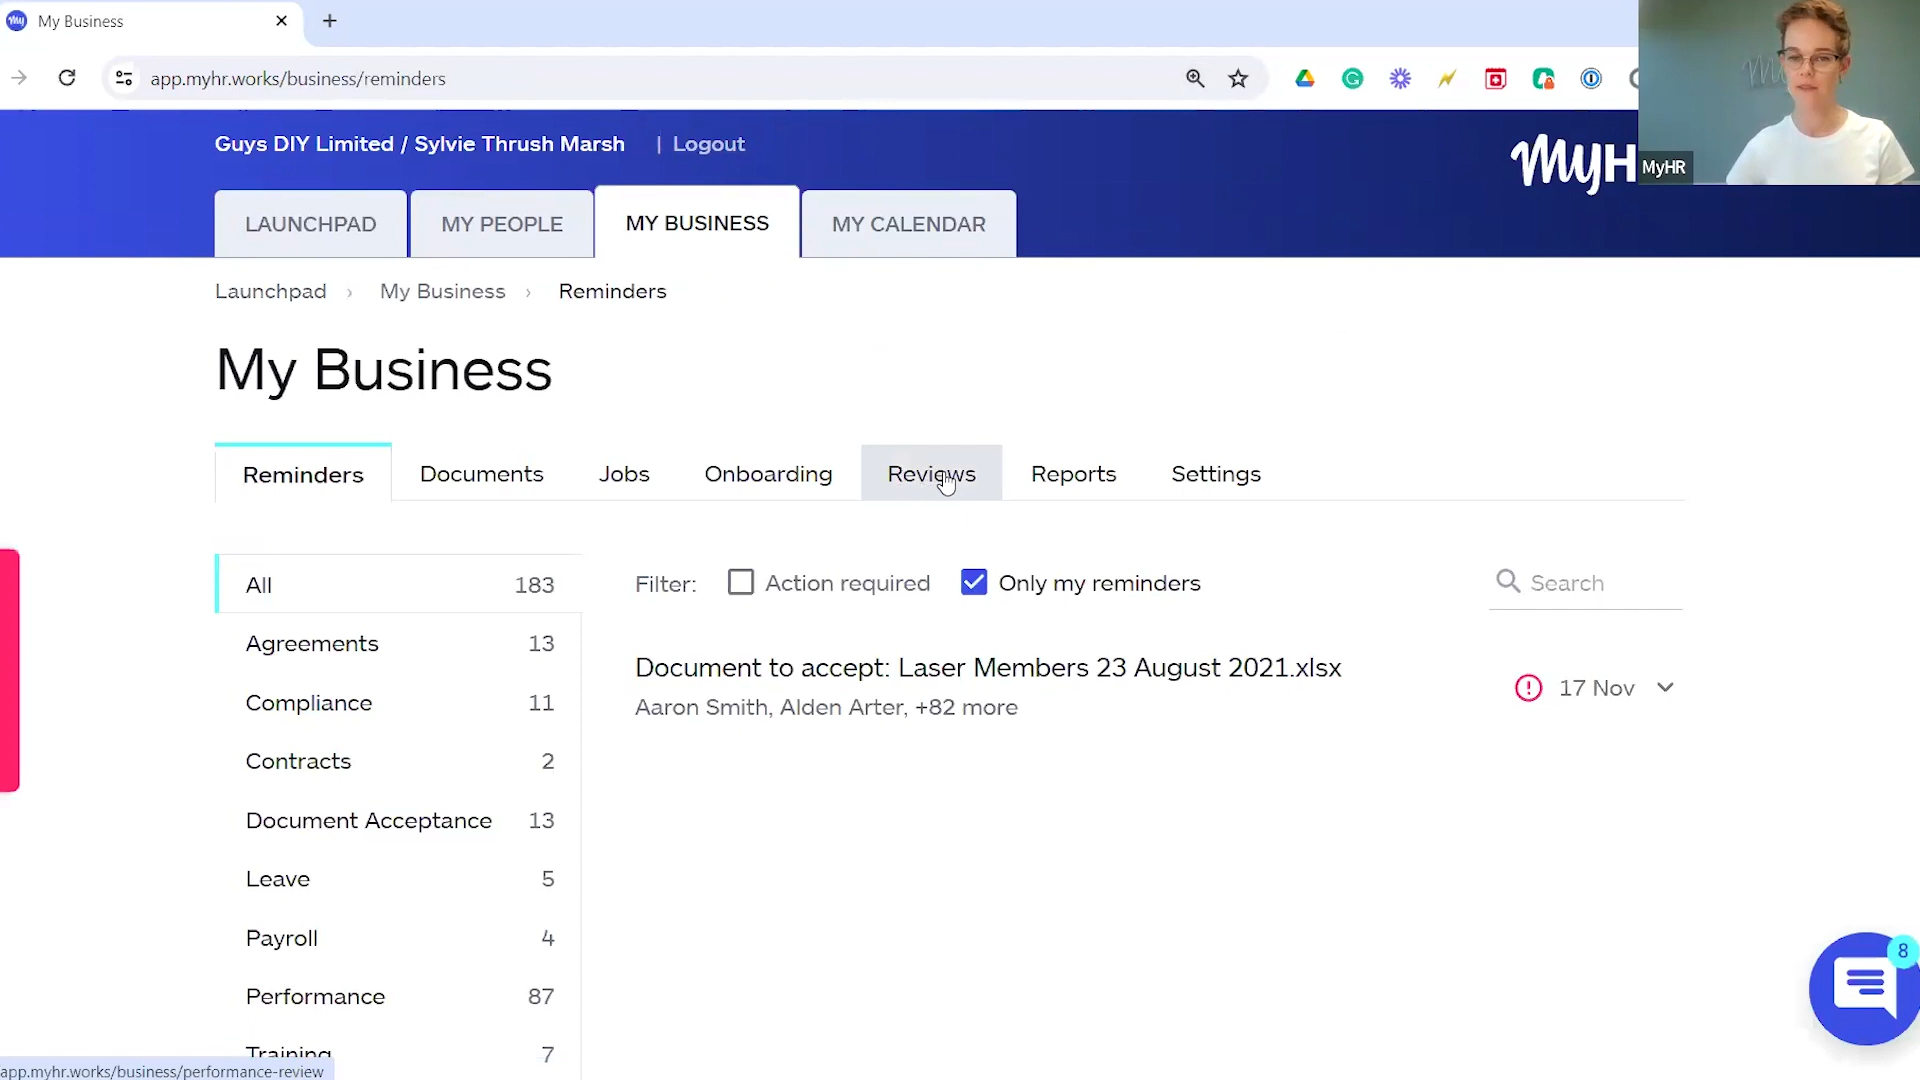 My Business
app.myhr.works/business/reminders
Guys DIY Limited / Sylvie Thrush Marsh | Logout
MyH
MyHR
LAUNCHPAD MY PEOPLE MY BUSINESS MY CALENDAR
Launchpad › My Business › Reminders
My Business
Reminders Documents Jobs Onboarding Reviews Reports Settings
All 183
Filter: Action required Only my reminders Search
Agreements 13
Document to accept: Laser Members 23 August 2021.xlsx
Aaron Smith, Alden Arter, +82 more
17 Nov
Compliance 11
Contracts 2
Document Acceptance 13
Leave 5
Payroll 4
8
Performance 87
Training 7
app.myhr.works/business/performance-review